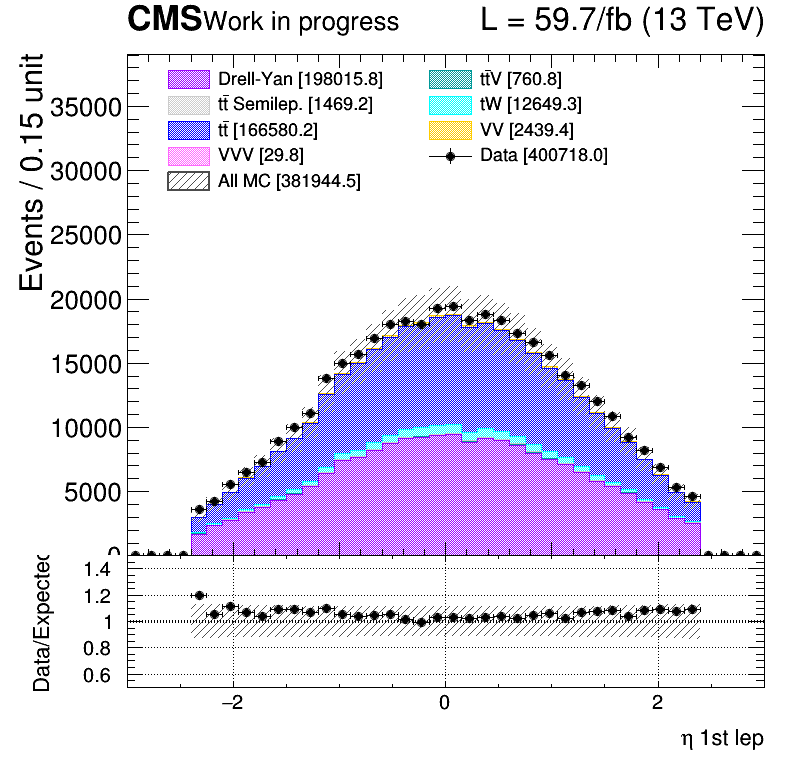 CMS Work in progress L = 59.7/fb (13 TeV)
Events / 0.15 unit
35000
30000
25000
20000
15000
10000
5000
0
Drell-Yan [198015.8]
tt̄ Semilep. [1469.2]
tt̄ [166580.2]
VVV [29.8]
All MC [381944.5]
tt̄V [760.8]
tW [12649.3]
VV [2439.4]
Data [400718.0]
Data/Expected
1.4
1.2
1
0.8
0.6
−2 0 2
η 1st lep